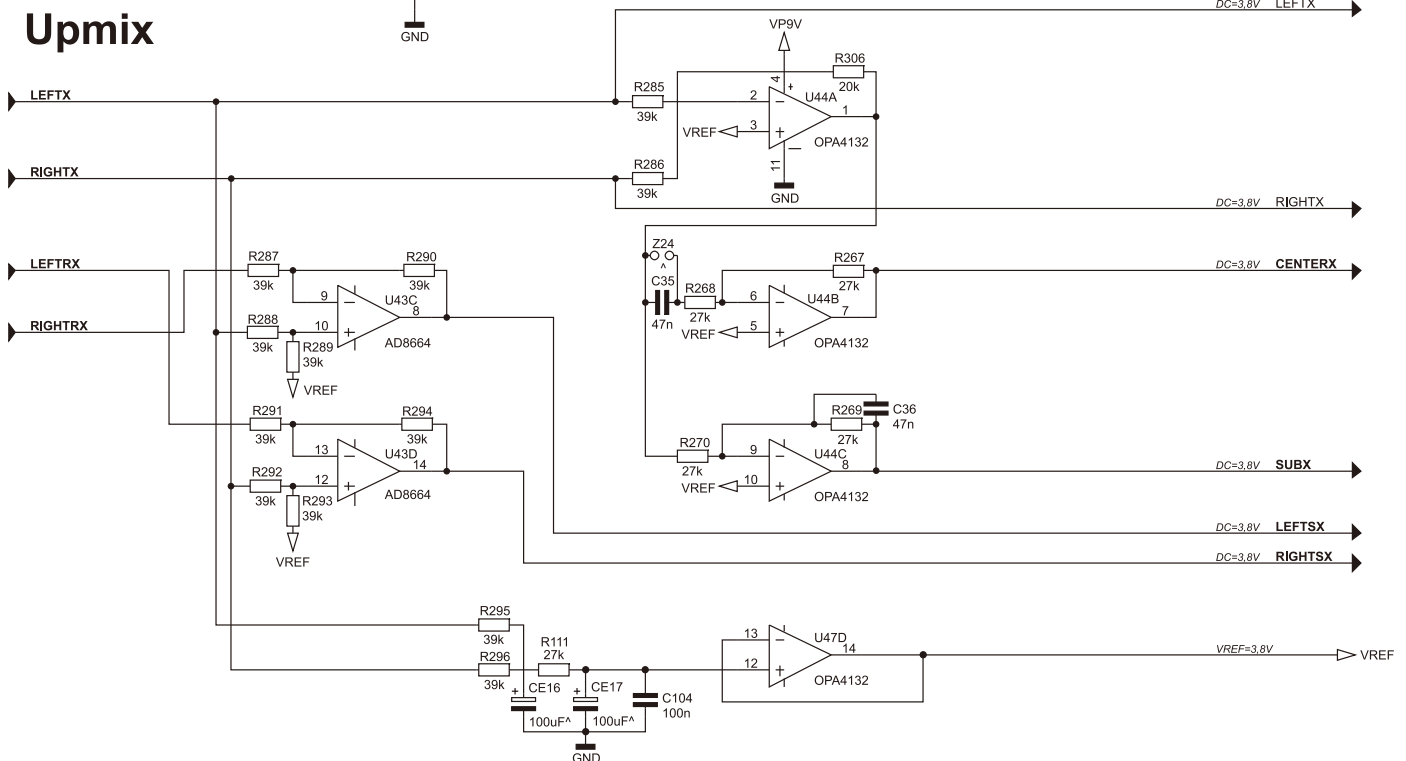 Upmix
GND
DC=3,8V LEFTX
VP9V
R306
20k
LEFTX
R285
39k
2
4
+
−
U44A
1
VREF
3
+
OPA4132
11
—
GND
RIGHTX
R286
39k
DC=3,8V RIGHTX
LEFTRX
R287
39k
R290
39k
Z24
^
C35
47n
R268
27k
R267
27k
DC=3,8V CENTERX
9
−
U43C
8
6
−
U44B
7
RIGHTRX
R288
39k
10
+
AD8664
VREF
5
+
OPA4132
R289
39k
VREF
R291
39k
R294
39k
R269
27k
C36
47n
13
−
U43D
14
R270
27k
9
−
U44C
8
DC=3,8V SUBX
R292
39k
12
+
AD8664
VREF
10
+
OPA4132
R293
39k
VREF
DC=3,8V LEFTSX
DC=3,8V RIGHTSX
R295
39k
R111
27k
R296
39k
13
−
U47D
14
12
+
OPA4132
VREF=3,8V VREF
+
CE16
100uF^
+
CE17
100uF^
C104
100n
GND